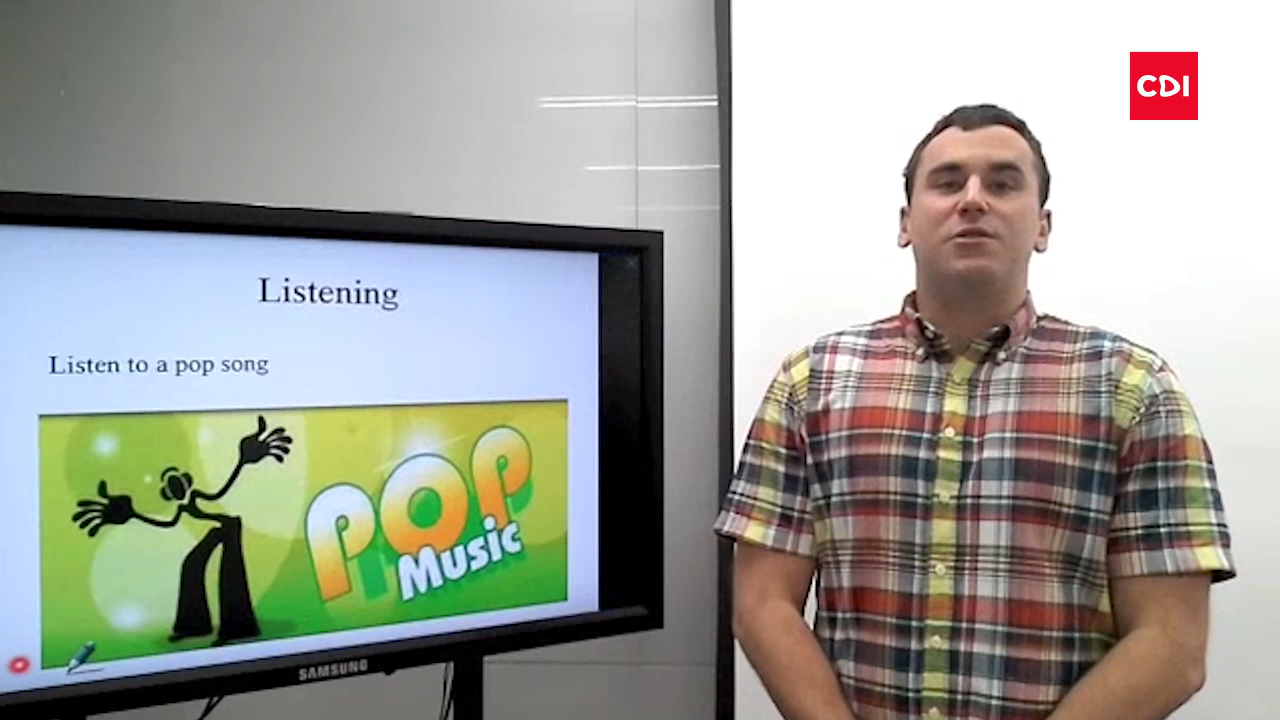 CDI
Listening
Listen to a pop song
POP
Music
SAMSUNG